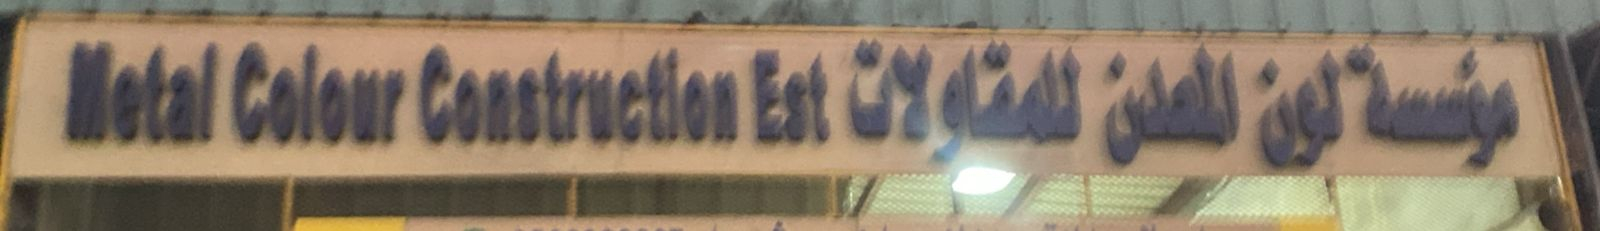 Metal Colour Construction Est مؤسسة لون المعدن للمقاولات